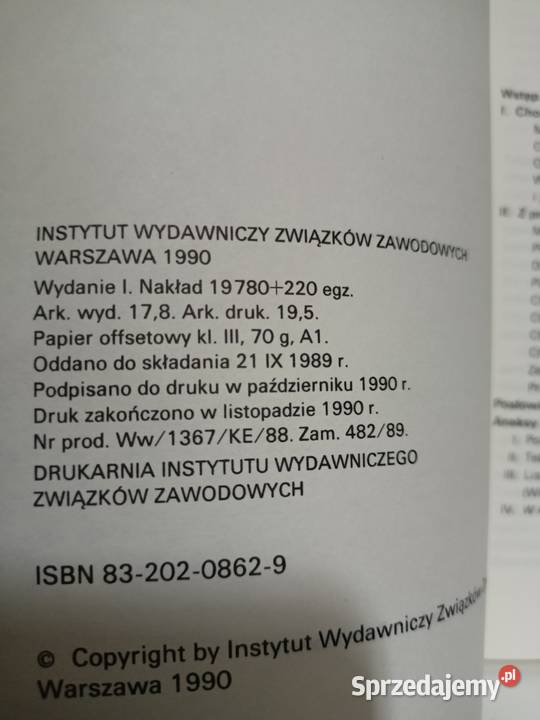 INSTYTUT WYDAWNICZY ZWIĄZKÓW ZAWODOWYCH
WARSZAWA 1990
Wydanie I. Nakład 19780+220 egz.
Ark. wyd. 17,8. Ark. druk. 19,5.
Papier offsetowy kl. III, 70 g, A1.
Oddano do składania 21 IX 1989 r.
Podpisano do druku w październiku 1990 r.
Druk zakończono w listopadzie 1990 r.
Nr prod. Ww/1367/KE/88. Zam. 482/89.
DRUKARNIA INSTYTUTU WYDAWNICZEGO
ZWIĄZKÓW ZAWODOWYCH
ISBN 83-202-0862-9
© Copyright by Instytut Wydawniczy Związków
Warszawa 1990
Wstęp
Aneksy
Sprzedajemy.pl